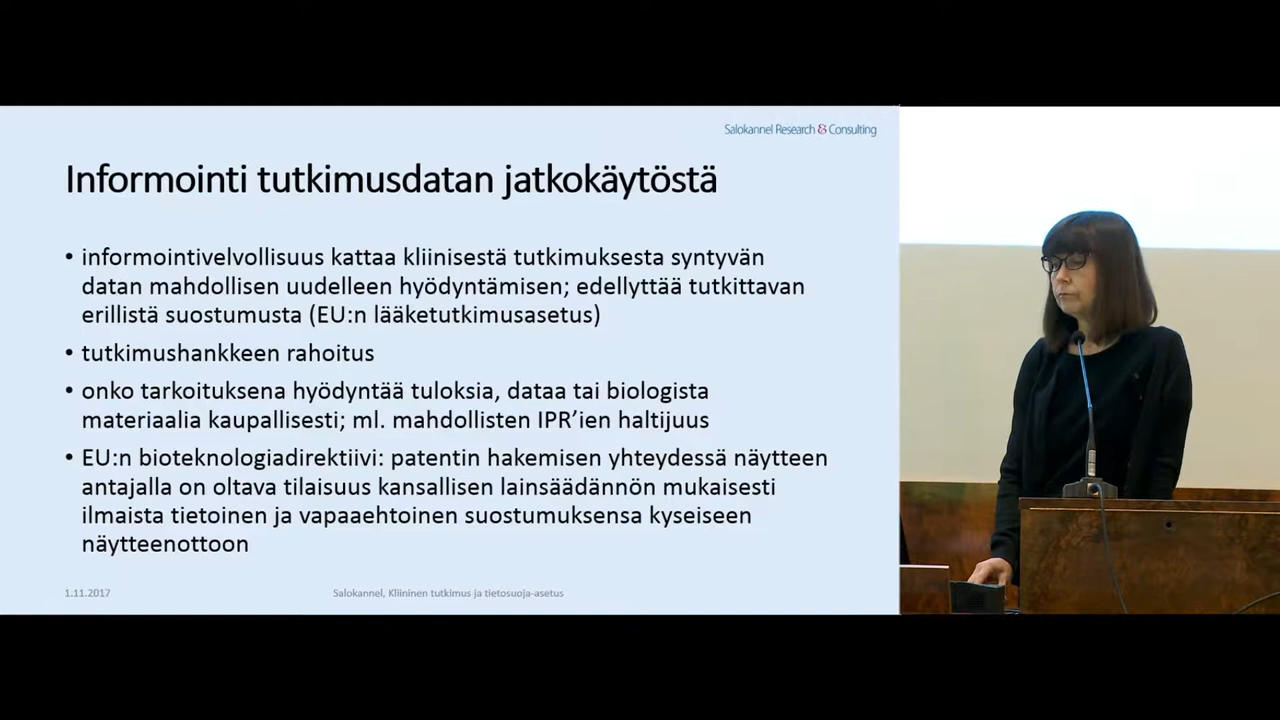 Salokannel Research & Consulting
Informointi tutkimusdatan jatkokäytöstä
• informointivelvollisuus kattaa kliinisestä tutkimuksesta syntyvän
datan mahdollisen uudelleen hyödyntämisen; edellyttää tutkittavan
erillistä suostumusta (EU:n lääketutkimusasetus)
• tutkimushankkeen rahoitus
• onko tarkoituksena hyödyntää tuloksia, dataa tai biologista
materiaalia kaupallisesti; ml. mahdollisten IPR’ien haltijuus
• EU:n bioteknologiadirektiivi: patentin hakemisen yhteydessä näytteen
antajalla on oltava tilaisuus kansallisen lainsäädännön mukaisesti
ilmaista tietoinen ja vapaaehtoinen suostumuksensa kyseiseen
näytteenottoon
1.11.2017
Salokannel, Kliininen tutkimus ja tietosuoja-asetus